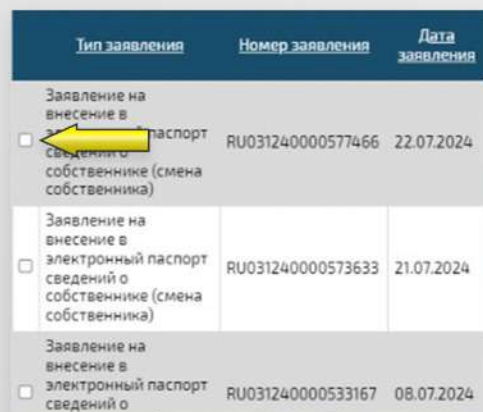 Тип заявления Номер заявления Дата заявления
Заявление на
внесение в
паспорт
сведений о
собственнике (смена
собственника)
RU031240000577466 22.07.2024
Заявление на
внесение в
электронный паспорт
сведений о
собственнике (смена
собственника)
RU031240000573633 21.07.2024
Заявление на
внесение в
электронный паспорт
сведений о
RU031240000533167 08.07.2024